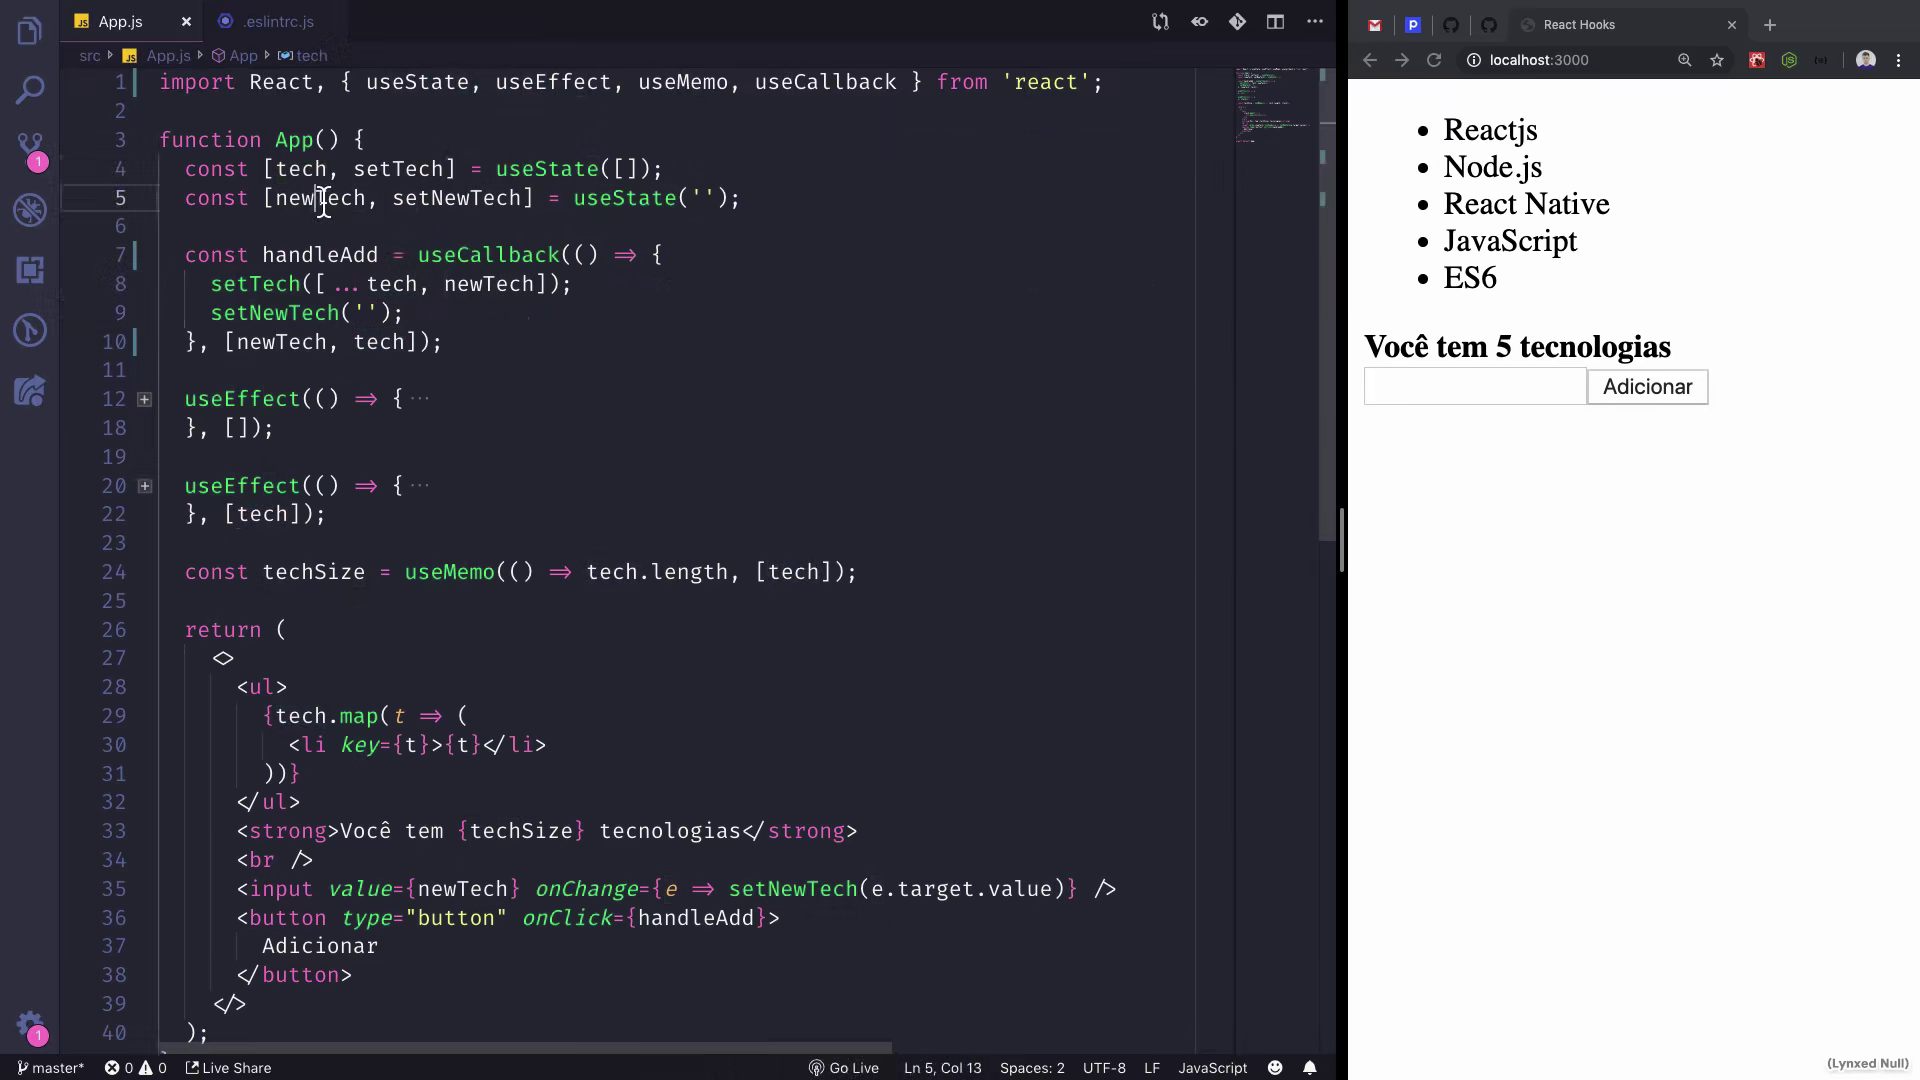 App.js
.eslintrc.js
src > App.js > App > tech
1 import React, { useState, useEffect, useMemo, useCallback } from 'react';
2
3 function App() {
4 const [tech, setTech] = useState([]);
5 const [newTech, setNewTech] = useState('');
6
7 const handleAdd = useCallback(() => {
8 setTech([...tech, newTech]);
9 setNewTech('');
10 }, [newTech, tech]);
11
12 useEffect(() => { ...
18 }, []);
19
20 useEffect(() => { ...
22 }, [tech]);
23
24 const techSize = useMemo(() => tech.length, [tech]);
25
26 return (
27 <>
28 <ul>
29 {tech.map(t => (
30 <li key={t}>{t}</li>
31 ))}
32 </ul>
33 <strong>Você tem {techSize} tecnologias</strong>
34 <br />
35 <input value={newTech} onChange={e => setNewTech(e.target.value)} />
36 <button type="button" onClick={handleAdd}>
37 Adicionar
38 </button>
39 </>
40 );
1
1
master* 0 0 Live Share
Go Live Ln 5, Col 13 Spaces: 2 UTF-8 LF JavaScript
React Hooks
localhost:3000
Reactjs
Node.js
React Native
JavaScript
ES6
Você tem 5 tecnologias
Adicionar
(Lynxed Null)